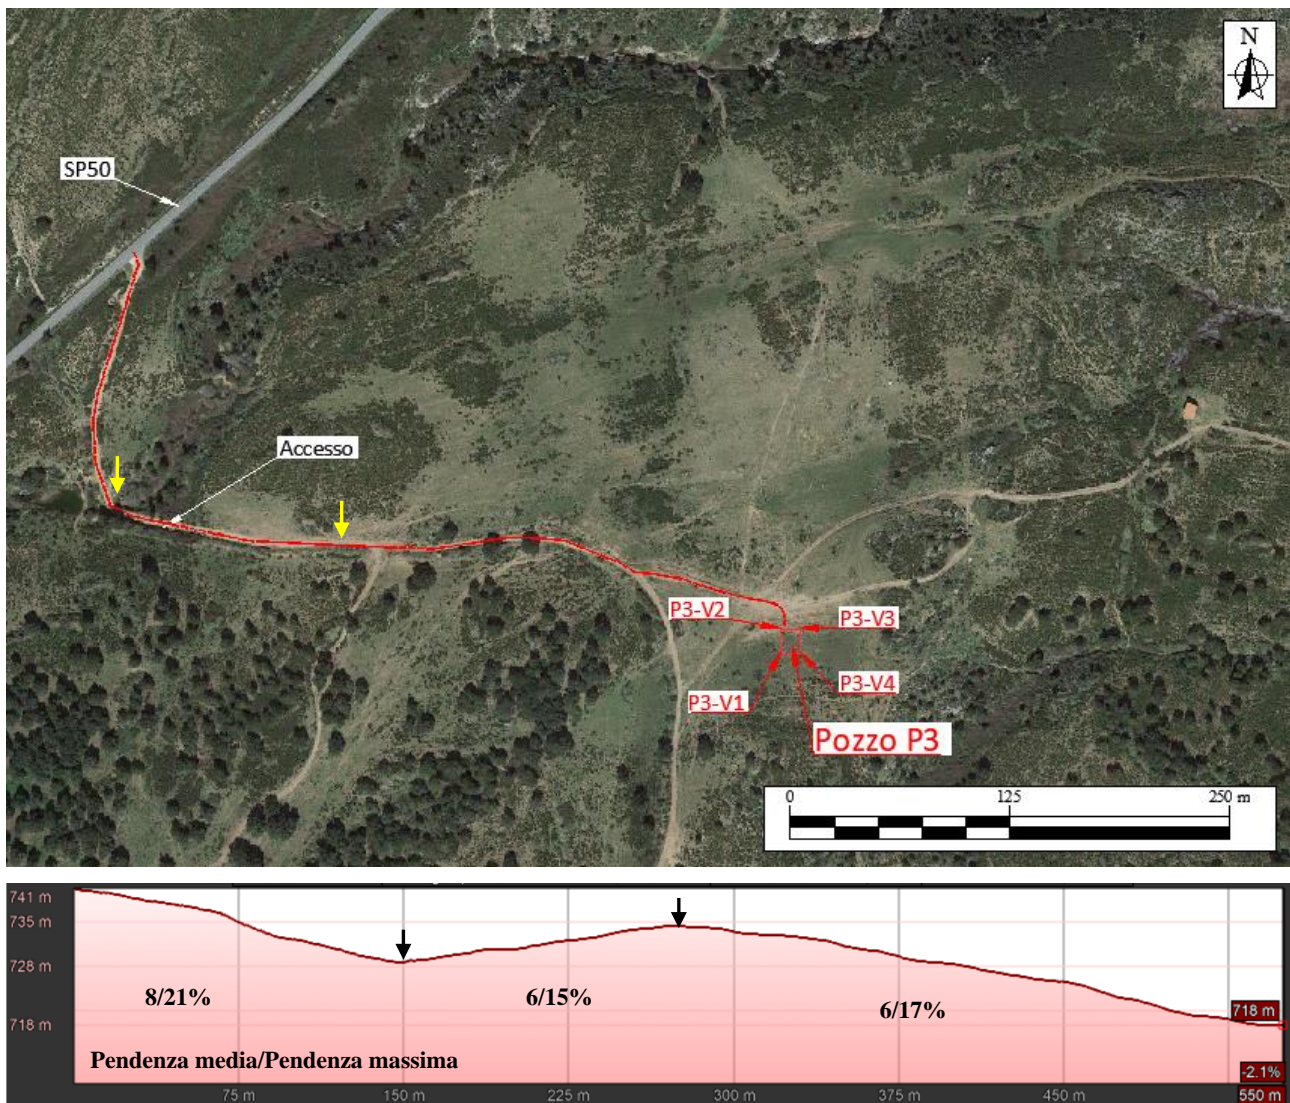 N
SP50
Accesso
P3-V2
P3-V3
P3-V1
P3-V4
Pozzo P3
0 125 250 m
741 m
735 m
728 m
718 m
8/21%
6/15%
6/17%
718 m
Pendenza media/Pendenza massima
-2.1%
75 m 150 m 225 m 300 m 375 m 450 m 550 m